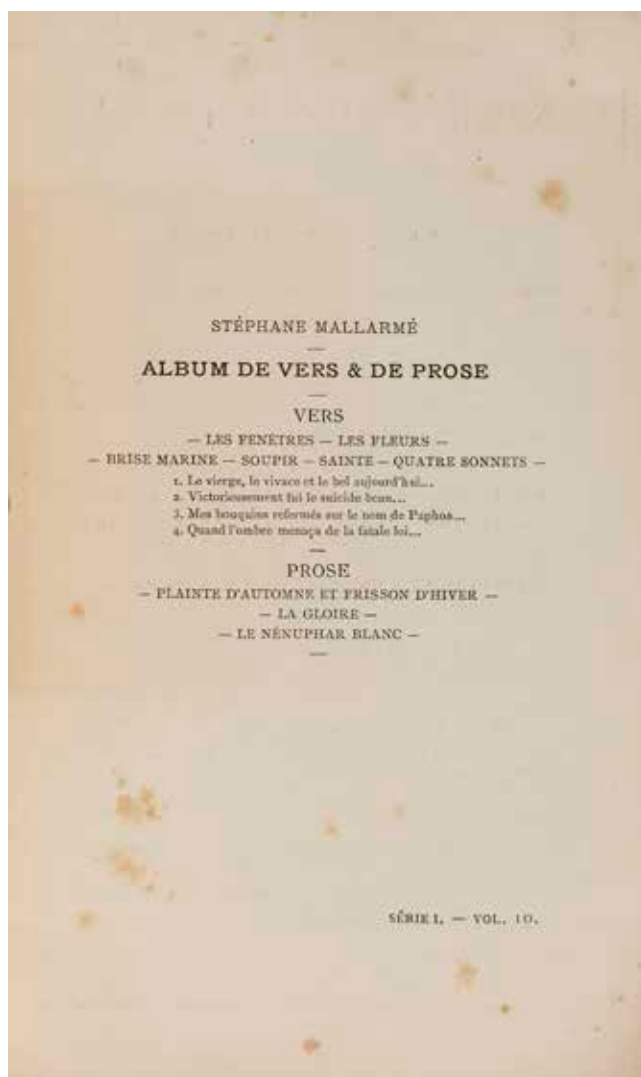 STÉPHANE MALLARMÉ
ALBUM DE VERS & DE PROSE
VERS
— LES FENÊTRES — LES FLEURS —
— BRISE MARINE — SOUPIR — SAINTE — QUATRE SONNETS —
1. Le vierge, le vivace et le bel aujourd'hui...
2. Victorieusement fui le suicide beau...
3. Mes bouquins refermés sur le nom de Paphos...
4. Quand l'ombre menaça de la fatale loi...
PROSE
— PLAINTE D'AUTOMNE ET FRISSON D'HIVER —
— LA GLOIRE —
— LE NÉNUPHAR BLANC —
SÉRIE I. — VOL. 10.